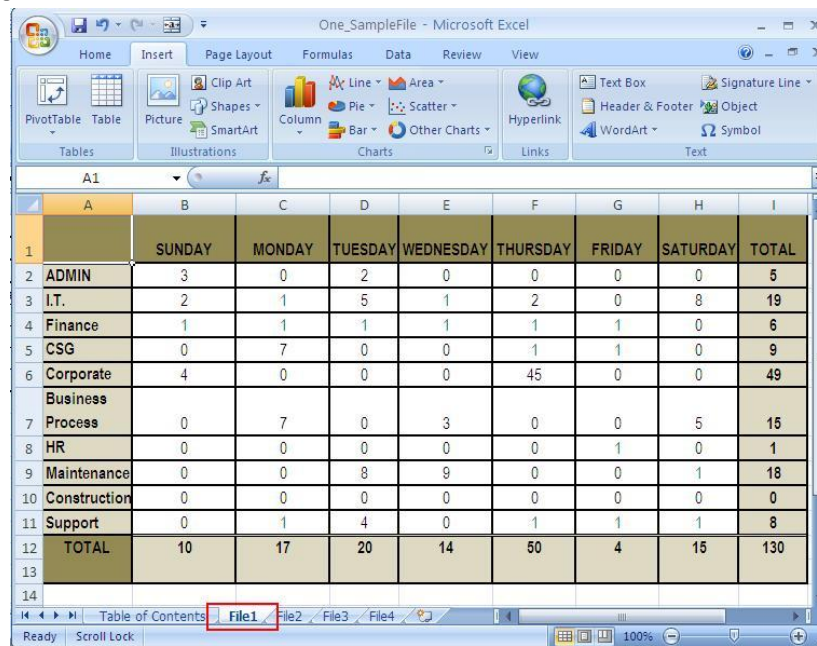 One_SampleFile - Microsoft Excel
Home Insert Page Layout Formulas Data Review View
PivotTable Table Picture Clip Art Shapes SmartArt Column Line Pie Bar Area Scatter Other Charts Hyperlink Text Box Header & Footer WordArt Signature Line Object Symbol
Tables Illustrations Charts Links Text
A1 fx
A B C D E F G H I
1 SUNDAY MONDAY TUESDAY WEDNESDAY THURSDAY FRIDAY SATURDAY TOTAL
2 ADMIN 3 0 2 0 0 0 0 5
3 I.T. 2 1 5 1 2 0 8 19
4 Finance 1 1 1 1 1 1 0 6
5 CSG 0 7 0 0 1 1 0 9
6 Corporate 4 0 0 0 45 0 0 49
Business
7 Process 0 7 0 3 0 0 5 15
8 HR 0 0 0 0 0 1 0 1
9 Maintenance 0 0 8 9 0 0 1 18
10 Construction 0 0 0 0 0 0 0 0
11 Support 0 1 4 0 1 1 1 8
12 TOTAL 10 17 20 14 50 4 15 130
13
14
Table of Contents File1 File2 File3 File4
Ready Scroll Lock 100%